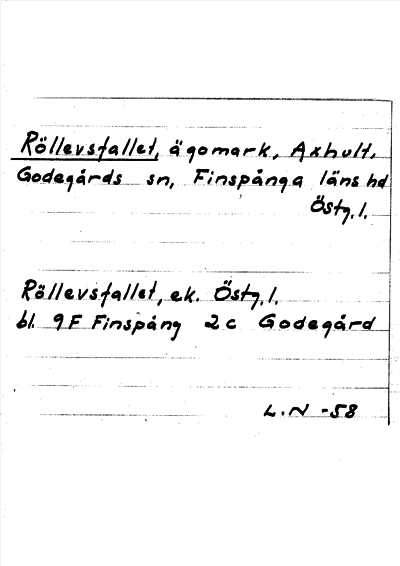 Röllevsfallet, ägomark, Axhult,
Godegårds sn, Finspånga läns hd
Östg.l.
Röllevsfallet, ek. Östg.l.
bl. 9F Finspång 2c Godegård
L.N -58